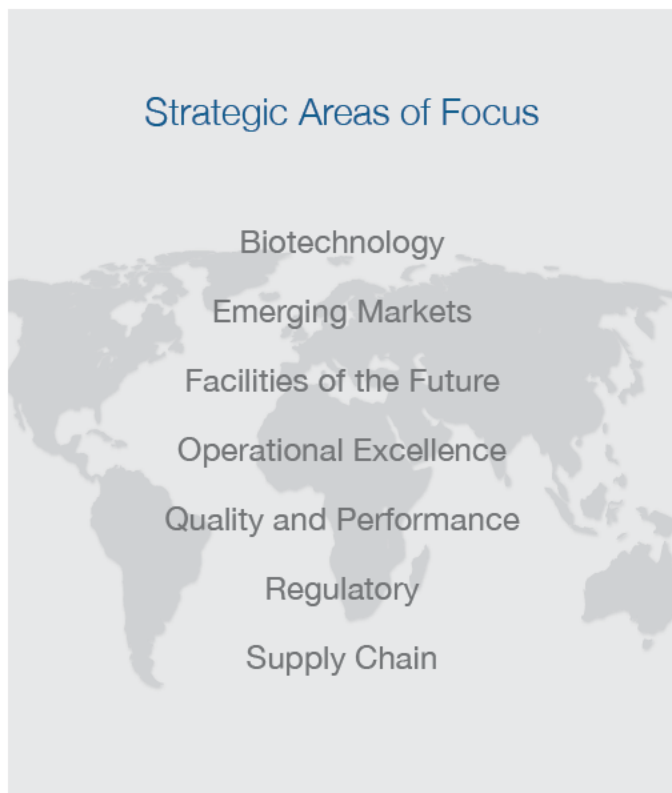 Strategic Areas of Focus
Biotechnology
Emerging Markets
Facilities of the Future
Operational Excellence
Quality and Performance
Regulatory
Supply Chain